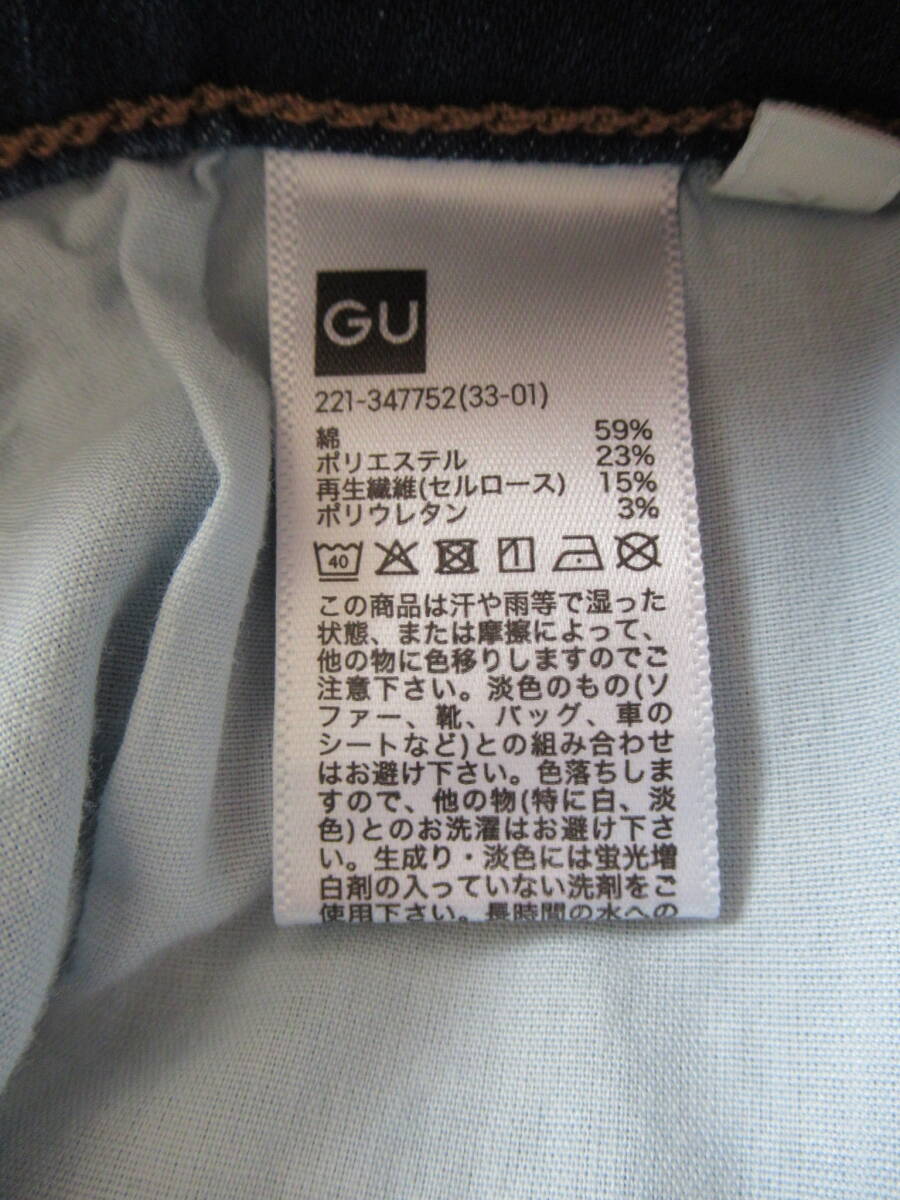 GU
221-347752(33-01)
綿 59%
ポリエステル 23%
再生繊維(セルロース) 15%
ポリウレタン 3%
40
この商品は汗や雨等で湿った
状態、または摩擦によって、
他の物に色移りしますのでご
注意下さい。淡色のもの(ソ
ファー、靴、バッグ、車の
シートなど)との組み合わせ
はお避け下さい。色落ちしま
すので、他の物(特に白、淡
色)とのお洗濯はお避け下さ
い。生成り・淡色には蛍光増
白剤の入っていない洗剤をご
使用下さい。長時間の水への